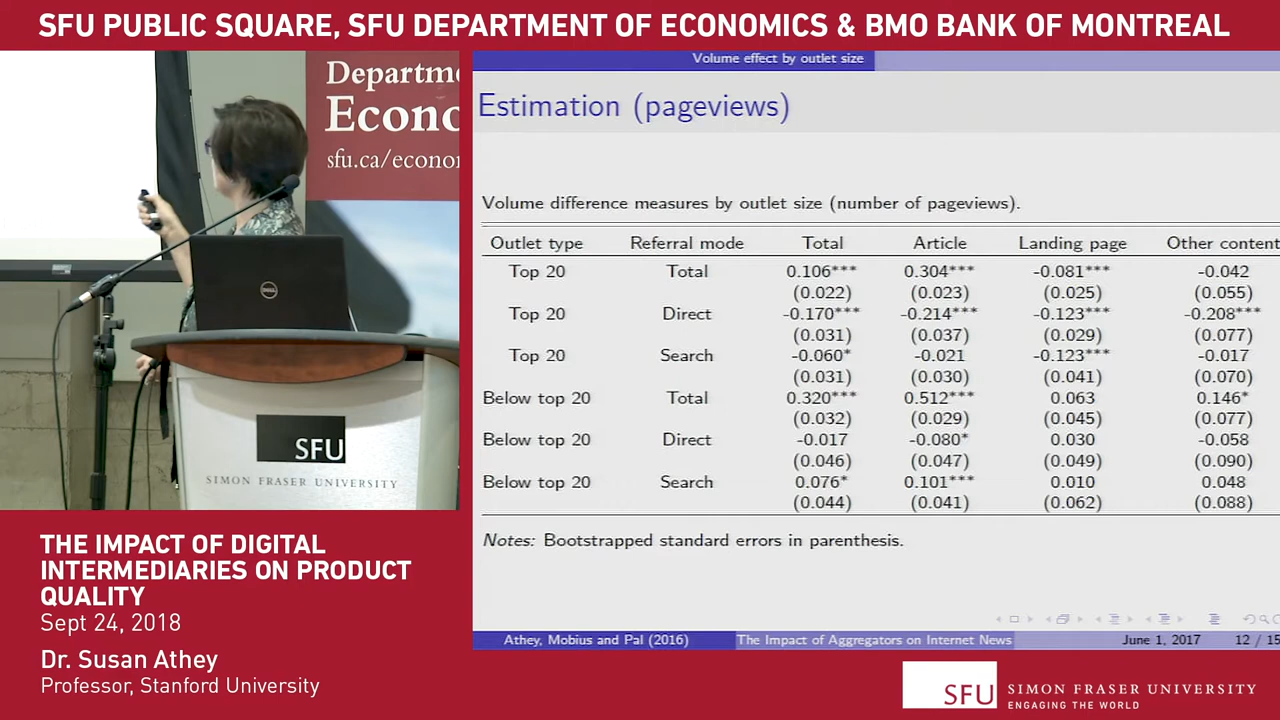 SFU PUBLIC SQUARE, SFU DEPARTMENT OF ECONOMICS & BMO BANK OF MONTREAL
Departme
Econo
sfu.ca/econo
DELL
SFU
SIMON FRASER UNIVERSITY
Volume effect by outlet size
Estimation (pageviews)
Volume difference measures by outlet size (number of pageviews).
Outlet type Referral mode Total Article Landing page Other content
Top 20 Total 0.106*** 0.304*** -0.081*** -0.042
(0.022) (0.023) (0.025) (0.055)
Top 20 Direct -0.170*** -0.214*** -0.123*** -0.208***
(0.031) (0.037) (0.029) (0.077)
Top 20 Search -0.060* -0.021 -0.123*** -0.017
(0.031) (0.030) (0.041) (0.070)
Below top 20 Total 0.320*** 0.512*** 0.063 0.146*
(0.032) (0.029) (0.045) (0.077)
Below top 20 Direct -0.017 -0.080* 0.030 -0.058
(0.046) (0.047) (0.049) (0.090)
Below top 20 Search 0.076* 0.101*** 0.010 0.048
(0.044) (0.041) (0.062) (0.088)
Notes: Bootstrapped standard errors in parenthesis.
Athey, Mobius and Pal (2016) The Impact of Aggregators on Internet News June 1, 2017 12 / 15
THE IMPACT OF DIGITAL
INTERMEDIARIES ON PRODUCT
QUALITY
Sept 24, 2018
Dr. Susan Athey
Professor, Stanford University
SFU SIMON FRASER UNIVERSITY
ENGAGING THE WORLD